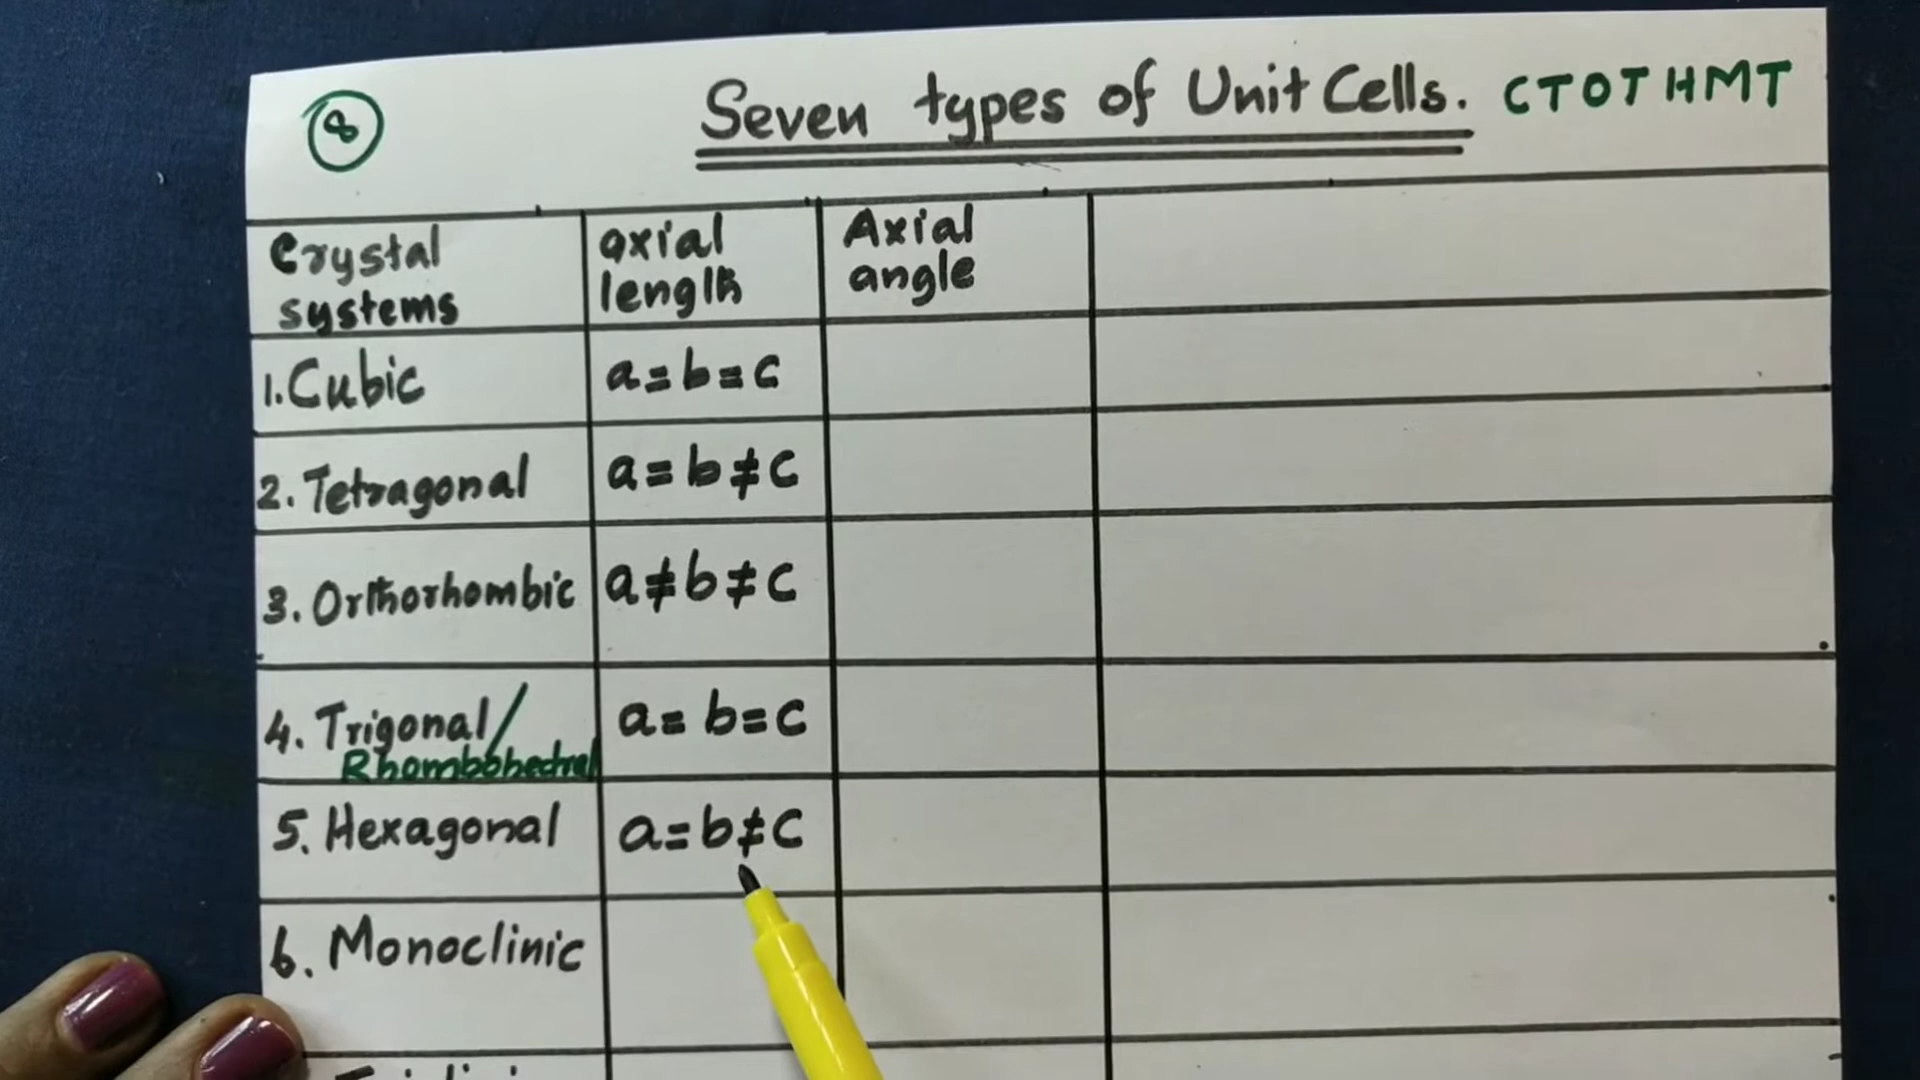 8
Seven types of Unit Cells. CTOTHMT
Crystal systems
axial length
Axial angle
1. Cubic
a = b = c
2. Tetragonal
a = b ≠ c
3. Orthorhombic
a ≠ b ≠ c
4. Trigonal/
Rhombohedral
a = b = c
5. Hexagonal
a = b ≠ c
6. Monoclinic